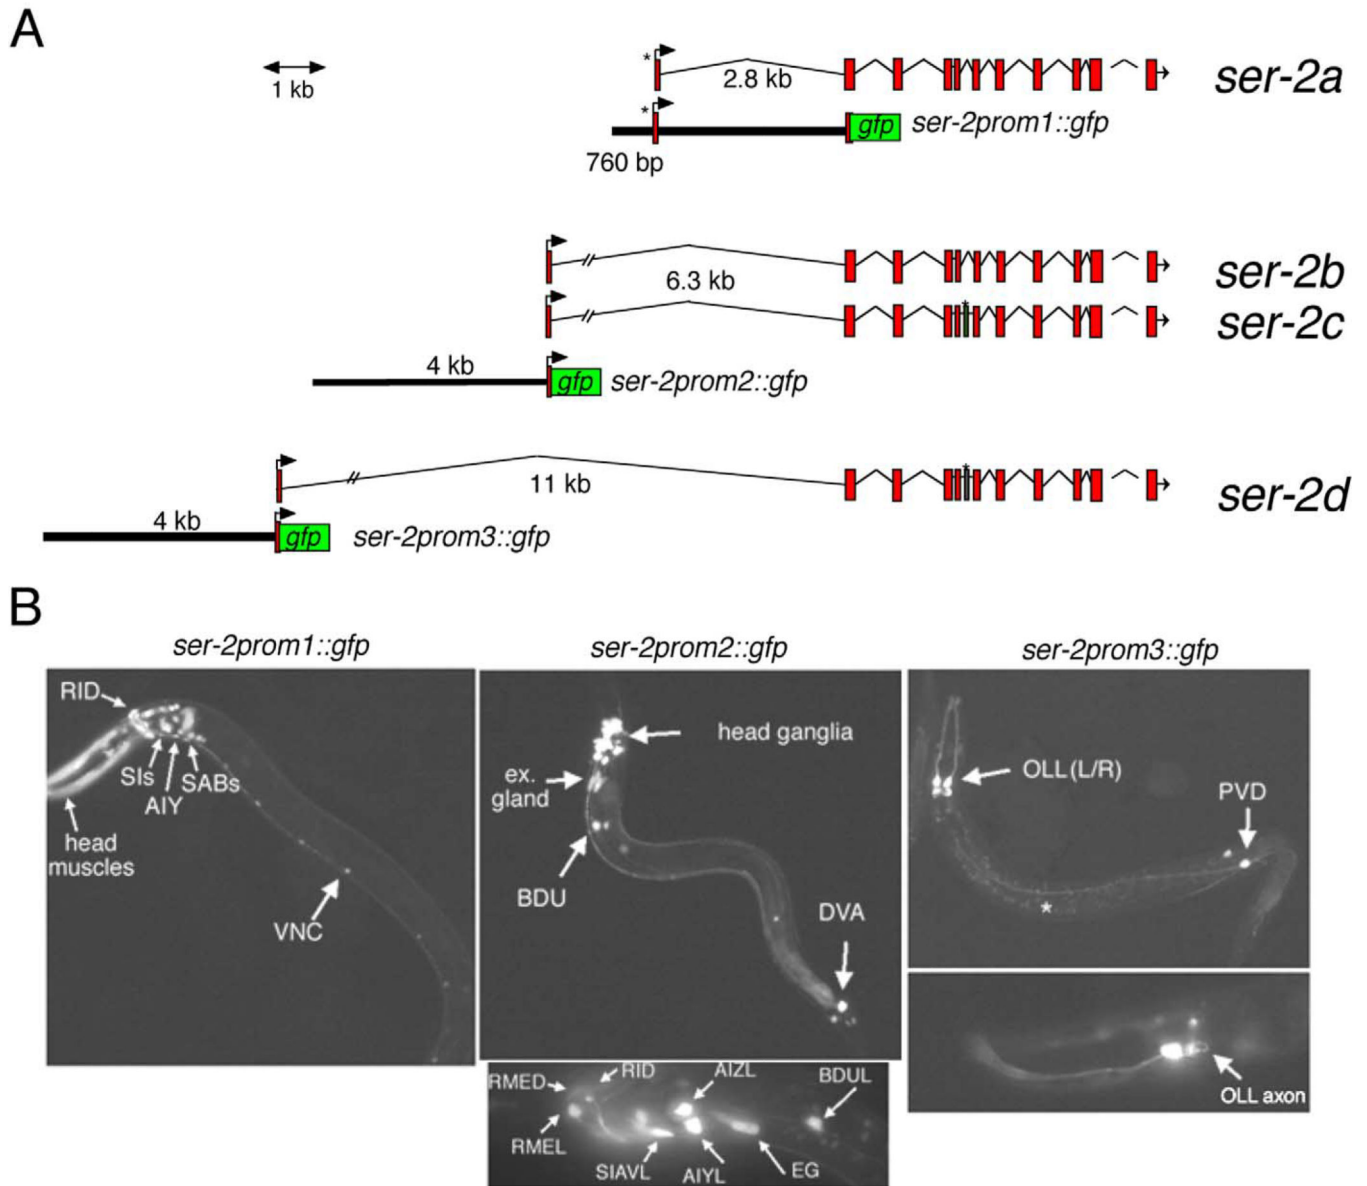 A
1 kb
*
2.8 kb
ser-2a
*
gfp
ser-2prom1::gfp
760 bp
6.3 kb
ser-2b
*
ser-2c
4 kb
gfp
ser-2prom2::gfp
11 kb
*
ser-2d
4 kb
gfp
ser-2prom3::gfp
B
ser-2prom1::gfp
RID
SIs
AIY
SABs
head
muscles
VNC
ser-2prom2::gfp
head ganglia
ex.
gland
BDU
DVA
RMED
RID
AIZL
BDUL
RMEL
SIAVL
AIYL
EG
ser-2prom3::gfp
OLL(L/R)
PVD
*
OLL axon